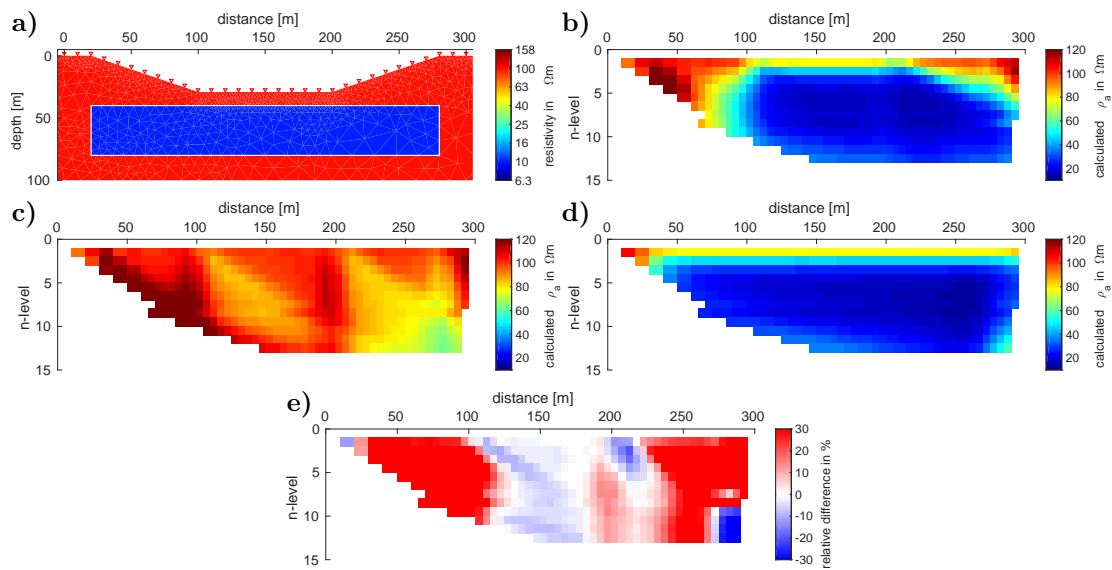 a)
distance [m]
0 50 100 150 200 250 300
0
50
100
depth [m]
158
100
63
40
25
16
10
6.3
resistivity in Ωm
b)
distance [m]
0 50 100 150 200 250 300
0
5
10
15
n-level
120
100
80
60
40
20
calculated ρa in Ωm
c)
distance [m]
0 50 100 150 200 250 300
0
5
10
15
n-level
120
100
80
60
40
20
calculated ρa in Ωm
d)
distance [m]
0 50 100 150 200 250 300
0
5
10
15
n-level
120
100
80
60
40
20
calculated ρa in Ωm
e)
distance [m]
0 50 100 150 200 250 300
0
5
10
15
n-level
30
20
10
0
-10
-20
-30
relative difference in %